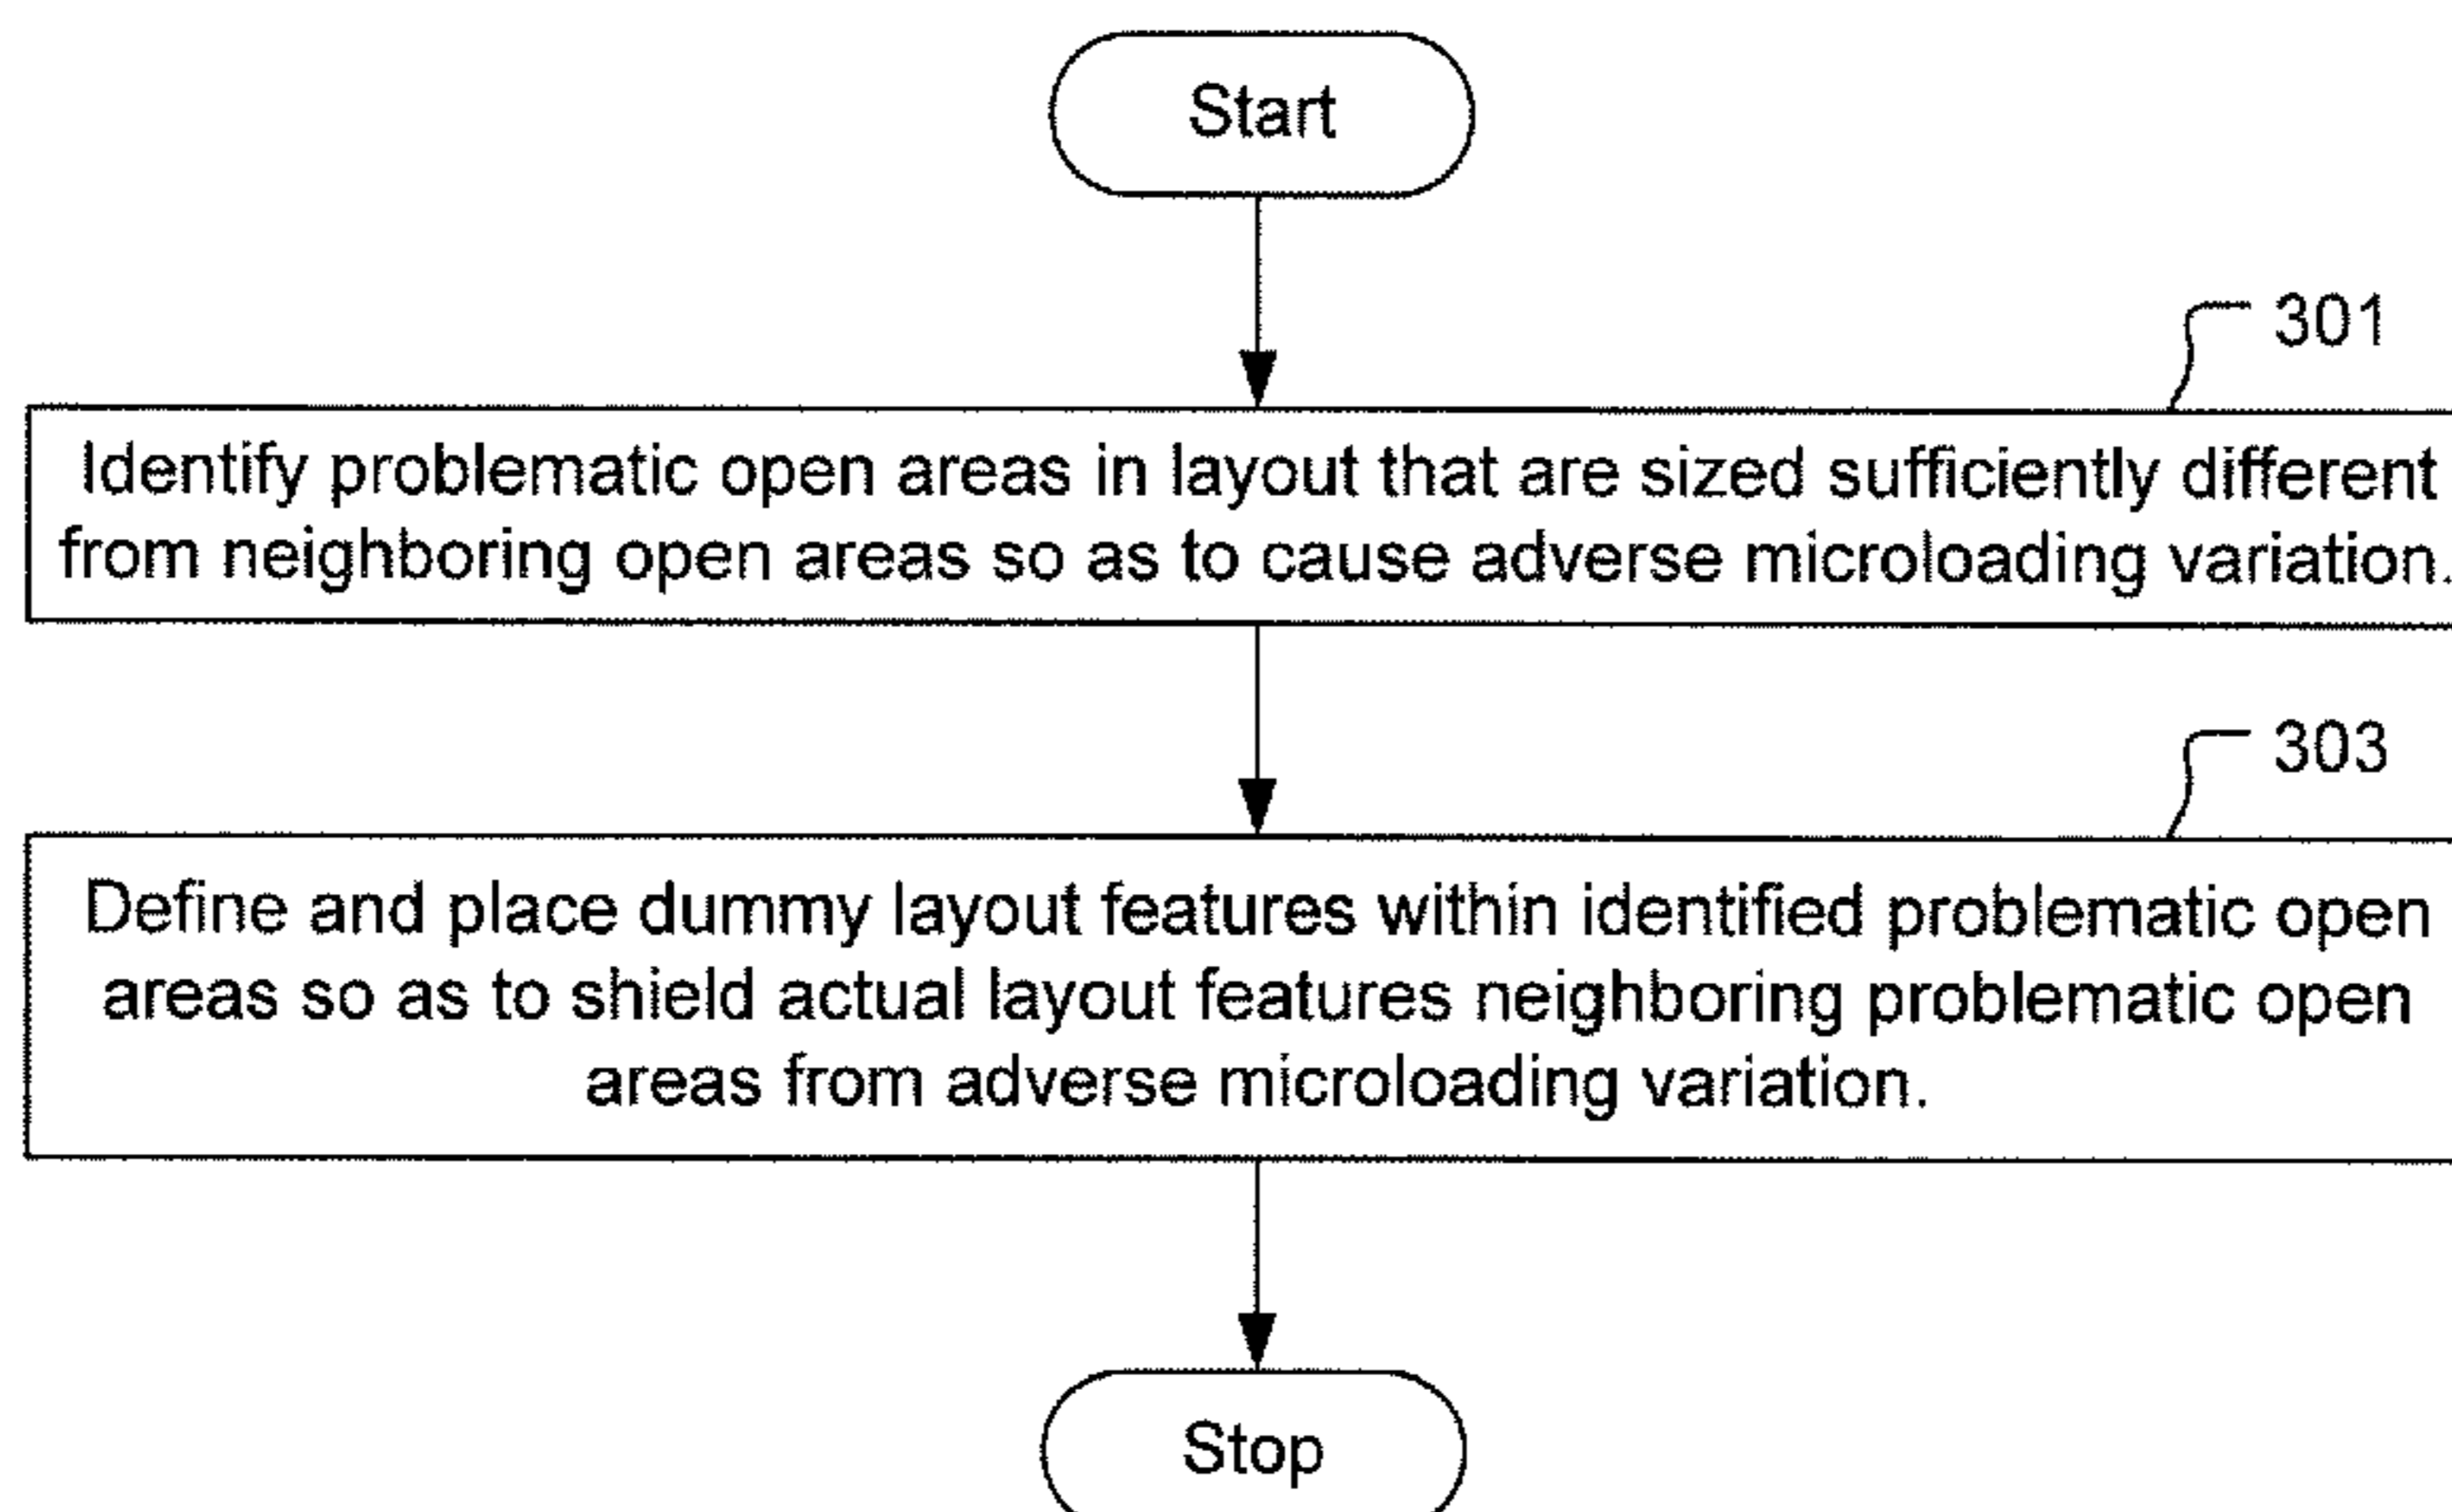 Start
301
Identify problematic open areas in layout that are sized sufficiently different
from neighboring open areas so as to cause adverse microloading variation.
303
Define and place dummy layout features within identified problematic open
areas so as to shield actual layout features neighboring problematic open
areas from adverse microloading variation.
Stop